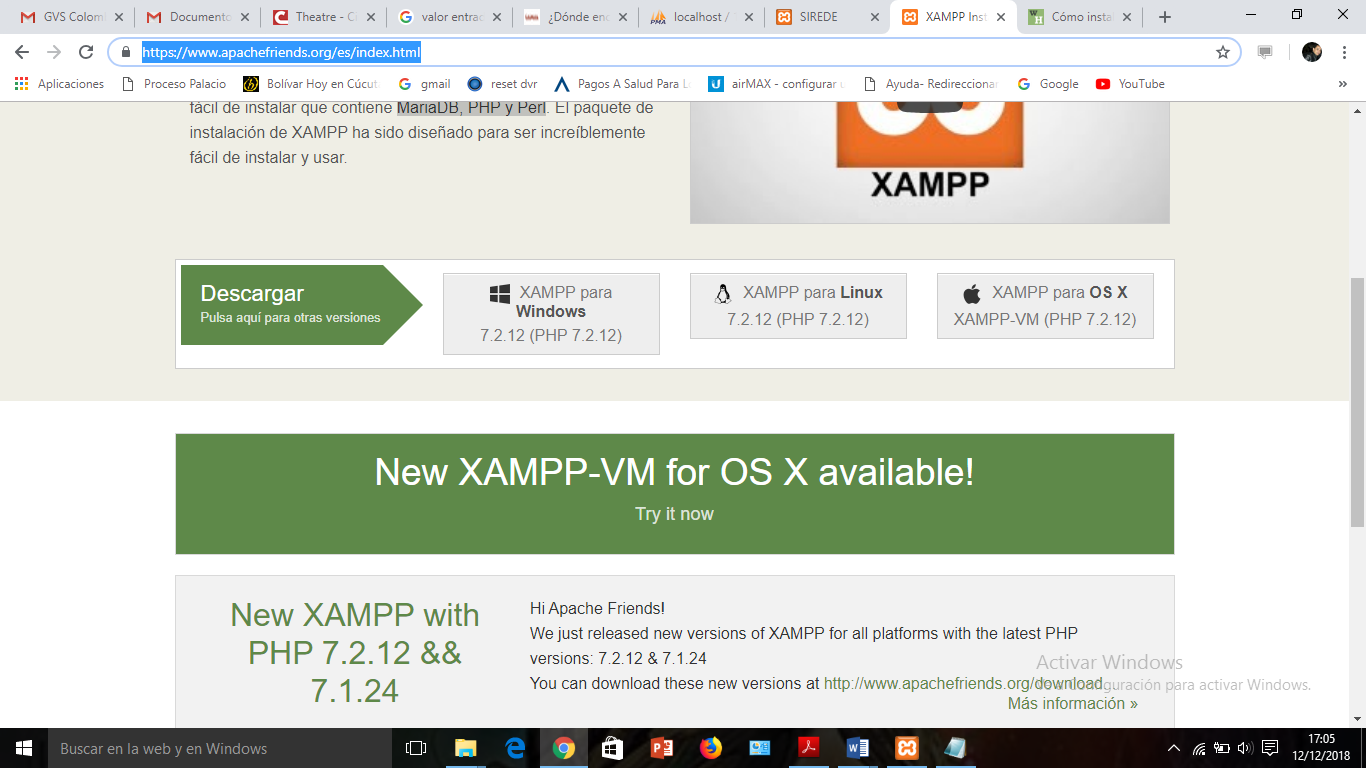 GVS Colom
Documento
Theatre - C
valor entrac
¿Dónde enc
localhost /
SIREDE
XAMPP Inst
Cómo insta
https://www.apachefriends.org/es/index.html
Aplicaciones
Proceso Palacio
Bolívar Hoy en Cúcut
gmail
reset dvr
Pagos A Salud Para L
airMAX - configurar u
Ayuda- Redireccionar
Google
YouTube
»
fácil de instalar que contiene MariaDB, PHP y Perl. El paquete de
instalación de XAMPP ha sido diseñado para ser increíblemente
fácil de instalar y usar.
XAMPP
Descargar
Pulsa aquí para otras versiones
XAMPP para
Windows
7.2.12 (PHP 7.2.12)
XAMPP para Linux
7.2.12 (PHP 7.2.12)
XAMPP para OS X
XAMPP-VM (PHP 7.2.12)
New XAMPP-VM for OS X available!
Try it now
New XAMPP with
PHP 7.2.12 &&
7.1.24
Hi Apache Friends!
We just released new versions of XAMPP for all platforms with the latest PHP
versions: 7.2.12 & 7.1.24
You can download these new versions at http://www.apachefriends.org/download...
Más información »
Activar Windows
Ve a Configuración para activar Windows.
Buscar en la web y en Windows
17:05
12/12/2018